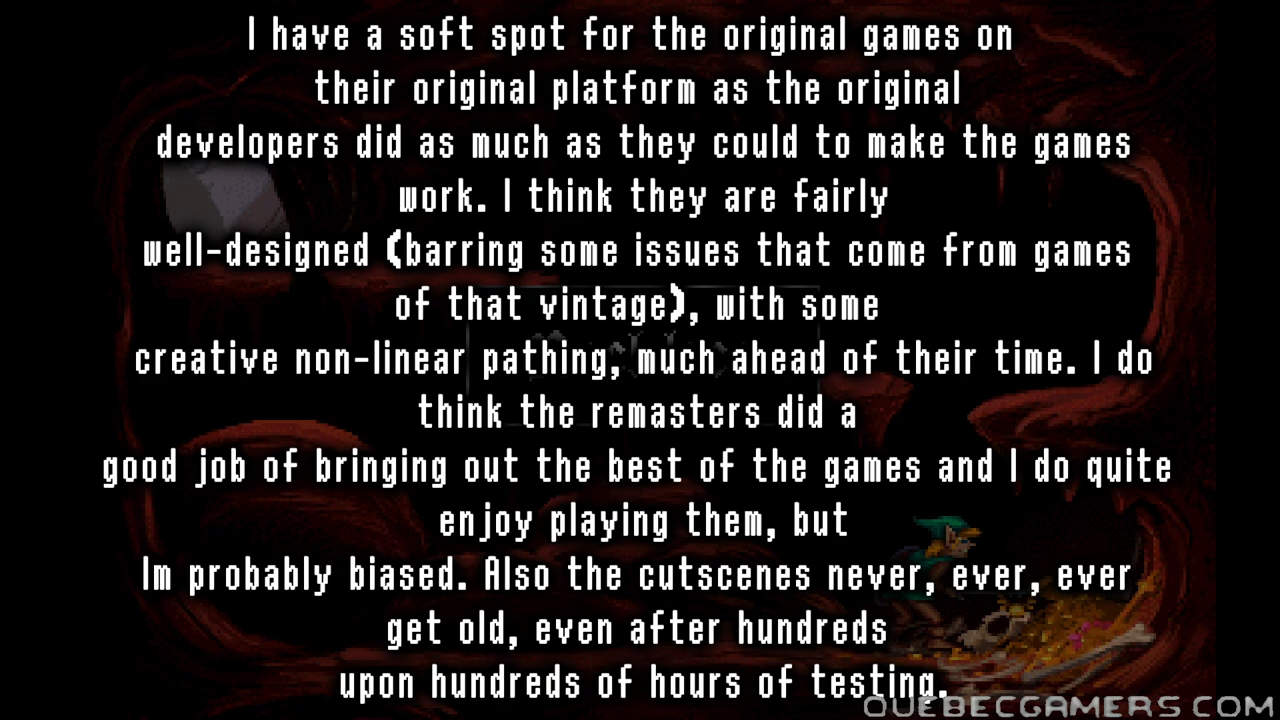 I have a soft spot for the original games on
their original platform as the original
developers did as much as they could to make the games
work. I think they are fairly
well-designed (barring some issues that come from games
of that vintage), with some
creative non-linear pathing, much ahead of their time. I do
think the remasters did a
good job of bringing out the best of the games and I do quite
enjoy playing them, but
Im probably biased. Also the cutscenes never, ever, ever
get old, even after hundreds
upon hundreds of hours of testing.
QUEBECGAMERS.COM